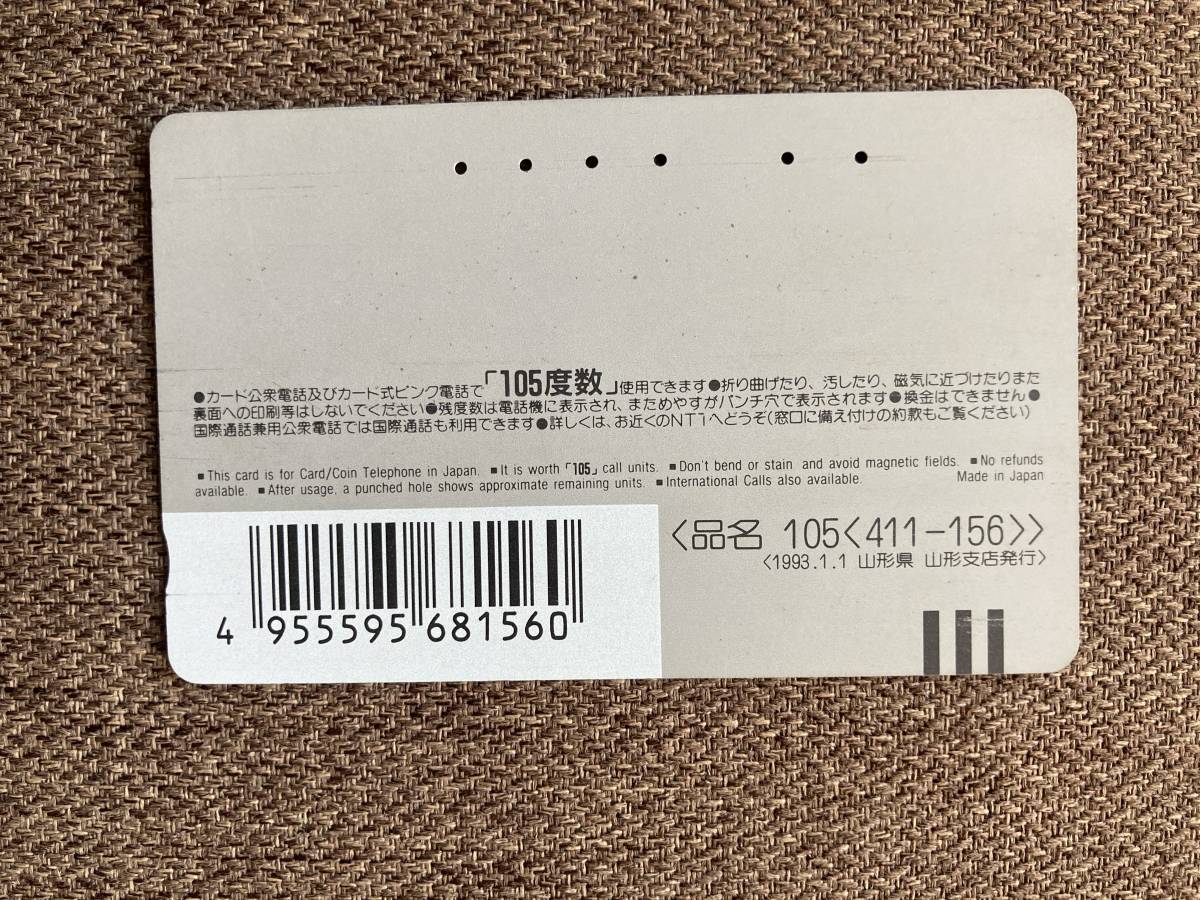 ●カード公衆電話及びカード式ピンク電話で「105度数」使用できます●折り曲げたり、汚したり、磁気に近づけたりまた
裏面への印刷等はしないでください●残度数は電話機に表示され、まためやすがパンチ穴で表示されます●換金はできません●
国際通話兼用公衆電話では国際通話も利用できます●詳しくは、お近くのNTTへどうぞ(窓口に備え付けの約款もご覧ください)
■This card is for Card/Coin Telephone in Japan. ■It is worth「105」call units. ■Don't bend or stain and avoid magnetic fields. ■No refunds
available. ■After usage, a punched hole shows approximate remaining units. ■International Calls also available. Made in Japan
〈品名 105〈411-156〉〉
〈1993.1.1 山形県 山形支店発行〉
4 955595 681560